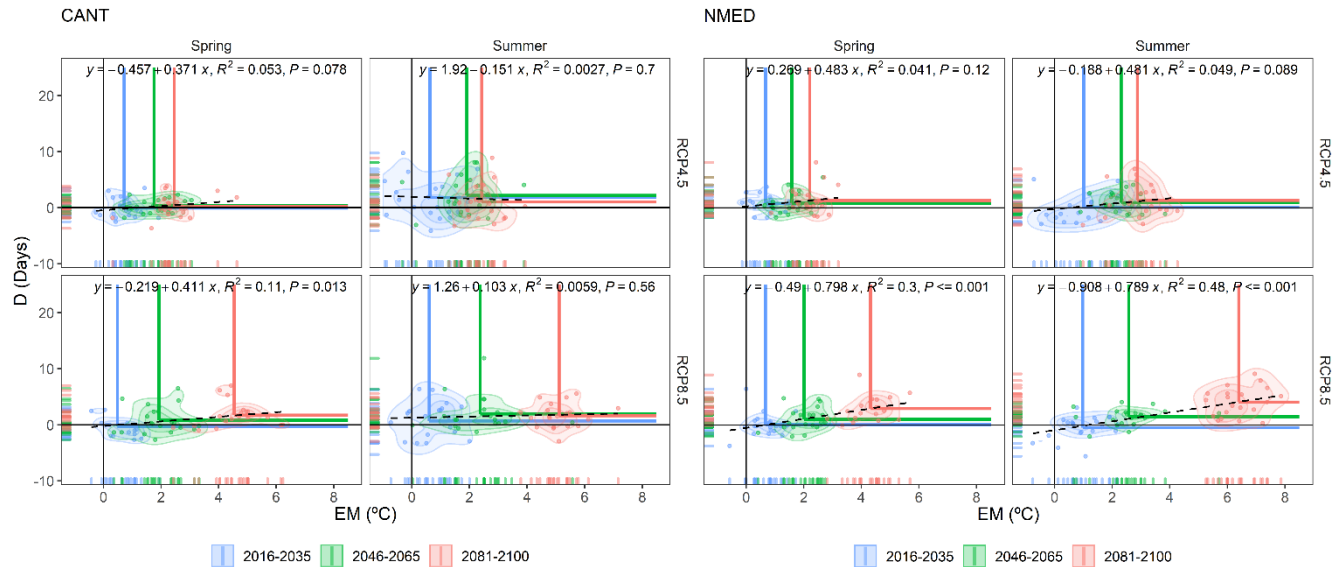 CANT
NMED
Spring
Summer
Spring
Summer
y = −0.457 + 0.371 x, R² = 0.053, P = 0.078
y = 1.92 − 0.151 x, R² = 0.0027, P = 0.7
y = 0.269 + 0.483 x, R² = 0.041, P = 0.12
y = −0.188 + 0.481 x, R² = 0.049, P = 0.089
20
10
0
-10
RCP4.5
RCP4.5
y = −0.219 + 0.411 x, R² = 0.11, P = 0.013
y = 1.26 + 0.103 x, R² = 0.0059, P = 0.56
y = −0.49 + 0.798 x, R² = 0.3, P <= 0.001
y = −0.908 + 0.789 x, R² = 0.48, P <= 0.001
20
10
0
-10
RCP8.5
RCP8.5
D (Days)
0 2 4 6 8
0 2 4 6 8
0 2 4 6 8
0 2 4 6 8
EM (ºC)
EM (ºC)
2016-2035 2046-2065 2081-2100
2016-2035 2046-2065 2081-2100